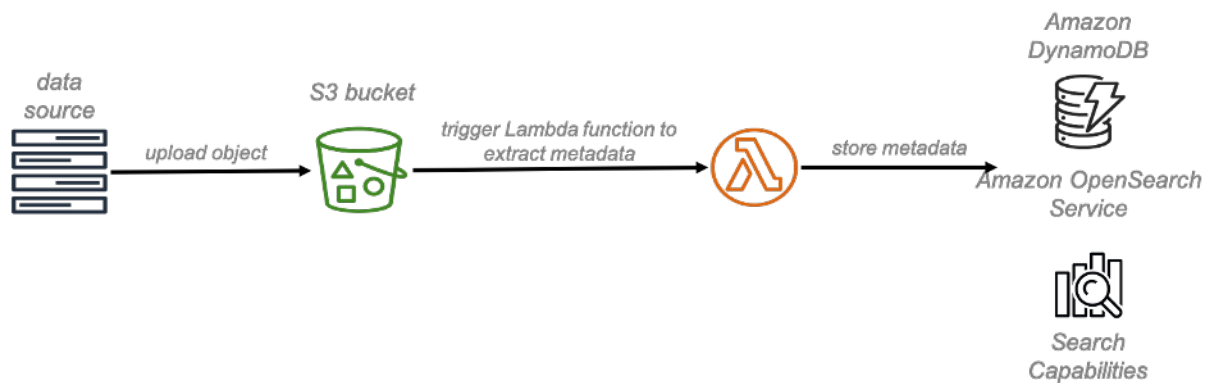 data
source
upload object
S3 bucket
trigger Lambda function to
extract metadata
store metadata
Amazon
DynamoDB
Amazon OpenSearch
Service
Search
Capabilities